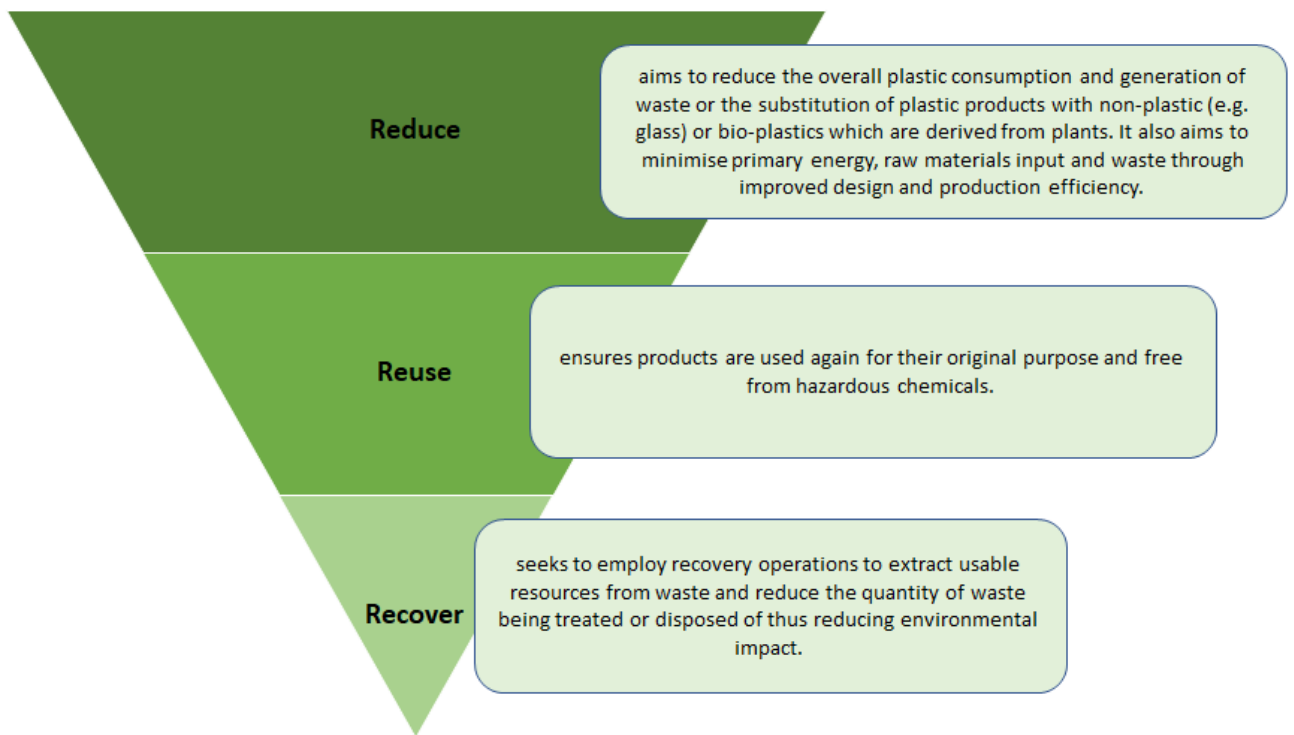 Reduce
aims to reduce the overall plastic consumption and generation of
waste or the substitution of plastic products with non-plastic (e.g.
glass) or bio-plastics which are derived from plants. It also aims to
minimise primary energy, raw materials input and waste through
improved design and production efficiency.
Reuse
ensures products are used again for their original purpose and free
from hazardous chemicals.
Recover
seeks to employ recovery operations to extract usable
resources from waste and reduce the quantity of waste
being treated or disposed of thus reducing environmental
impact.